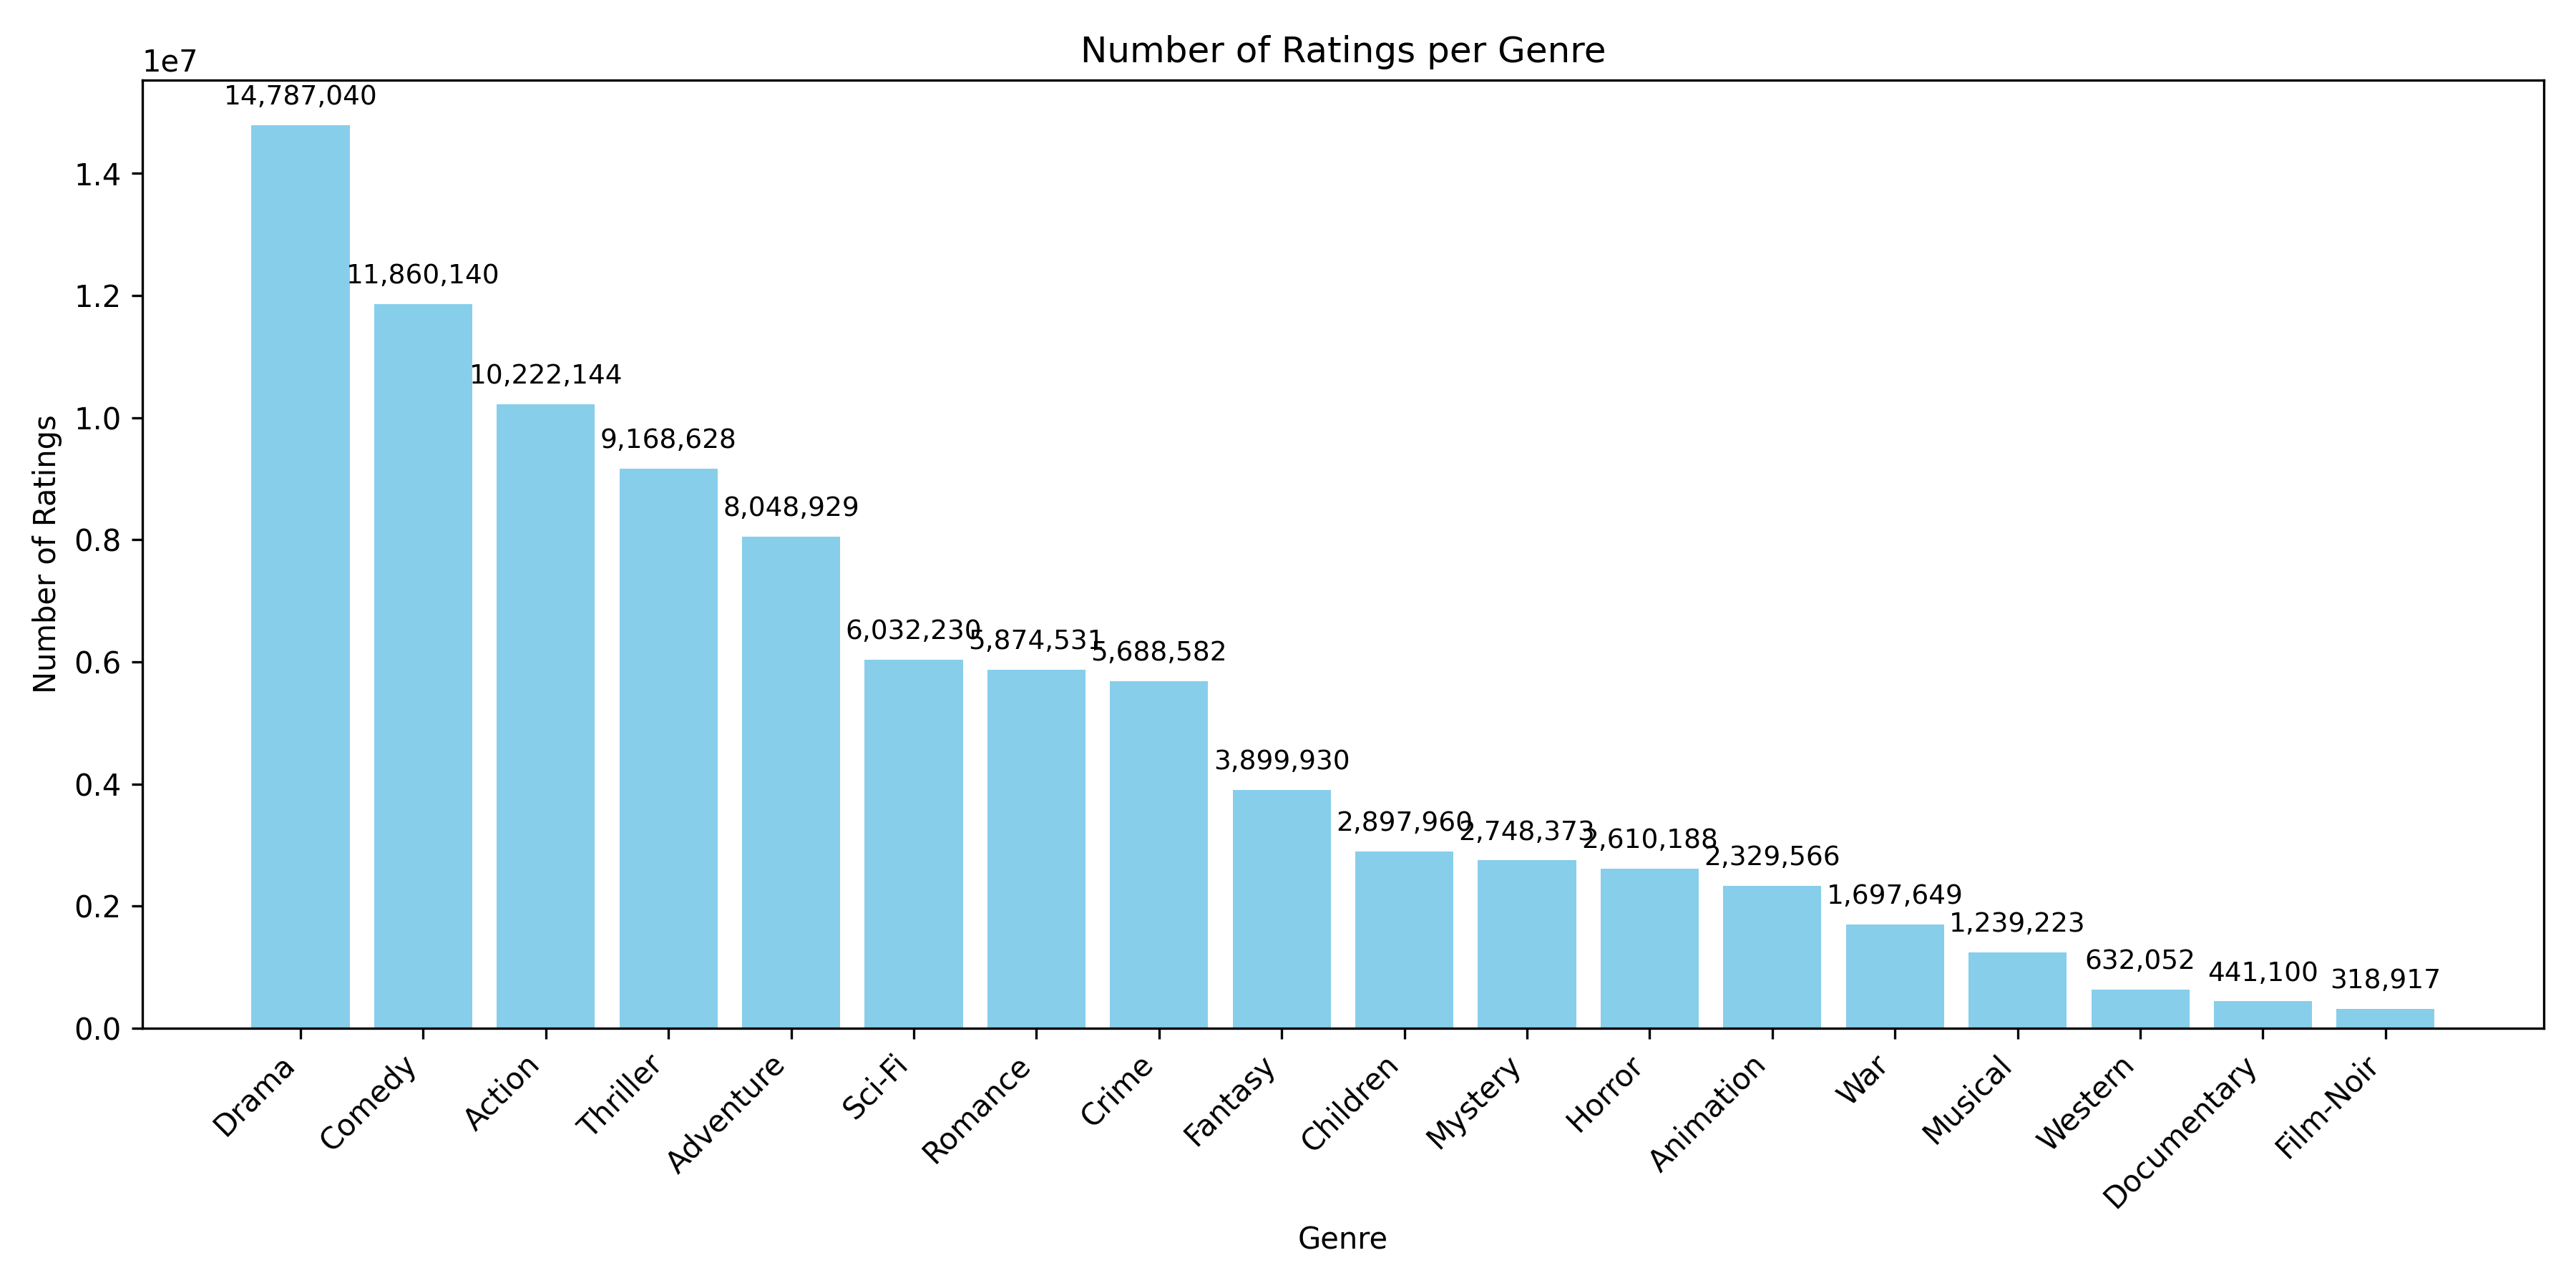 Number of Ratings per Genre
1e7
14,787,040
11,860,140
10,222,144
9,168,628
8,048,929
6,032,230
5,874,531
5,688,582
3,899,930
2,897,960
2,748,373
2,610,188
2,329,566
1,697,649
1,239,223
632,052
441,100
318,917
Number of Ratings
1.4
1.2
1.0
0.8
0.6
0.4
0.2
0.0
Drama
Comedy
Action
Thriller
Adventure
Sci-Fi
Romance
Crime
Fantasy
Children
Mystery
Horror
Animation
War
Musical
Western
Documentary
Film-Noir
Genre